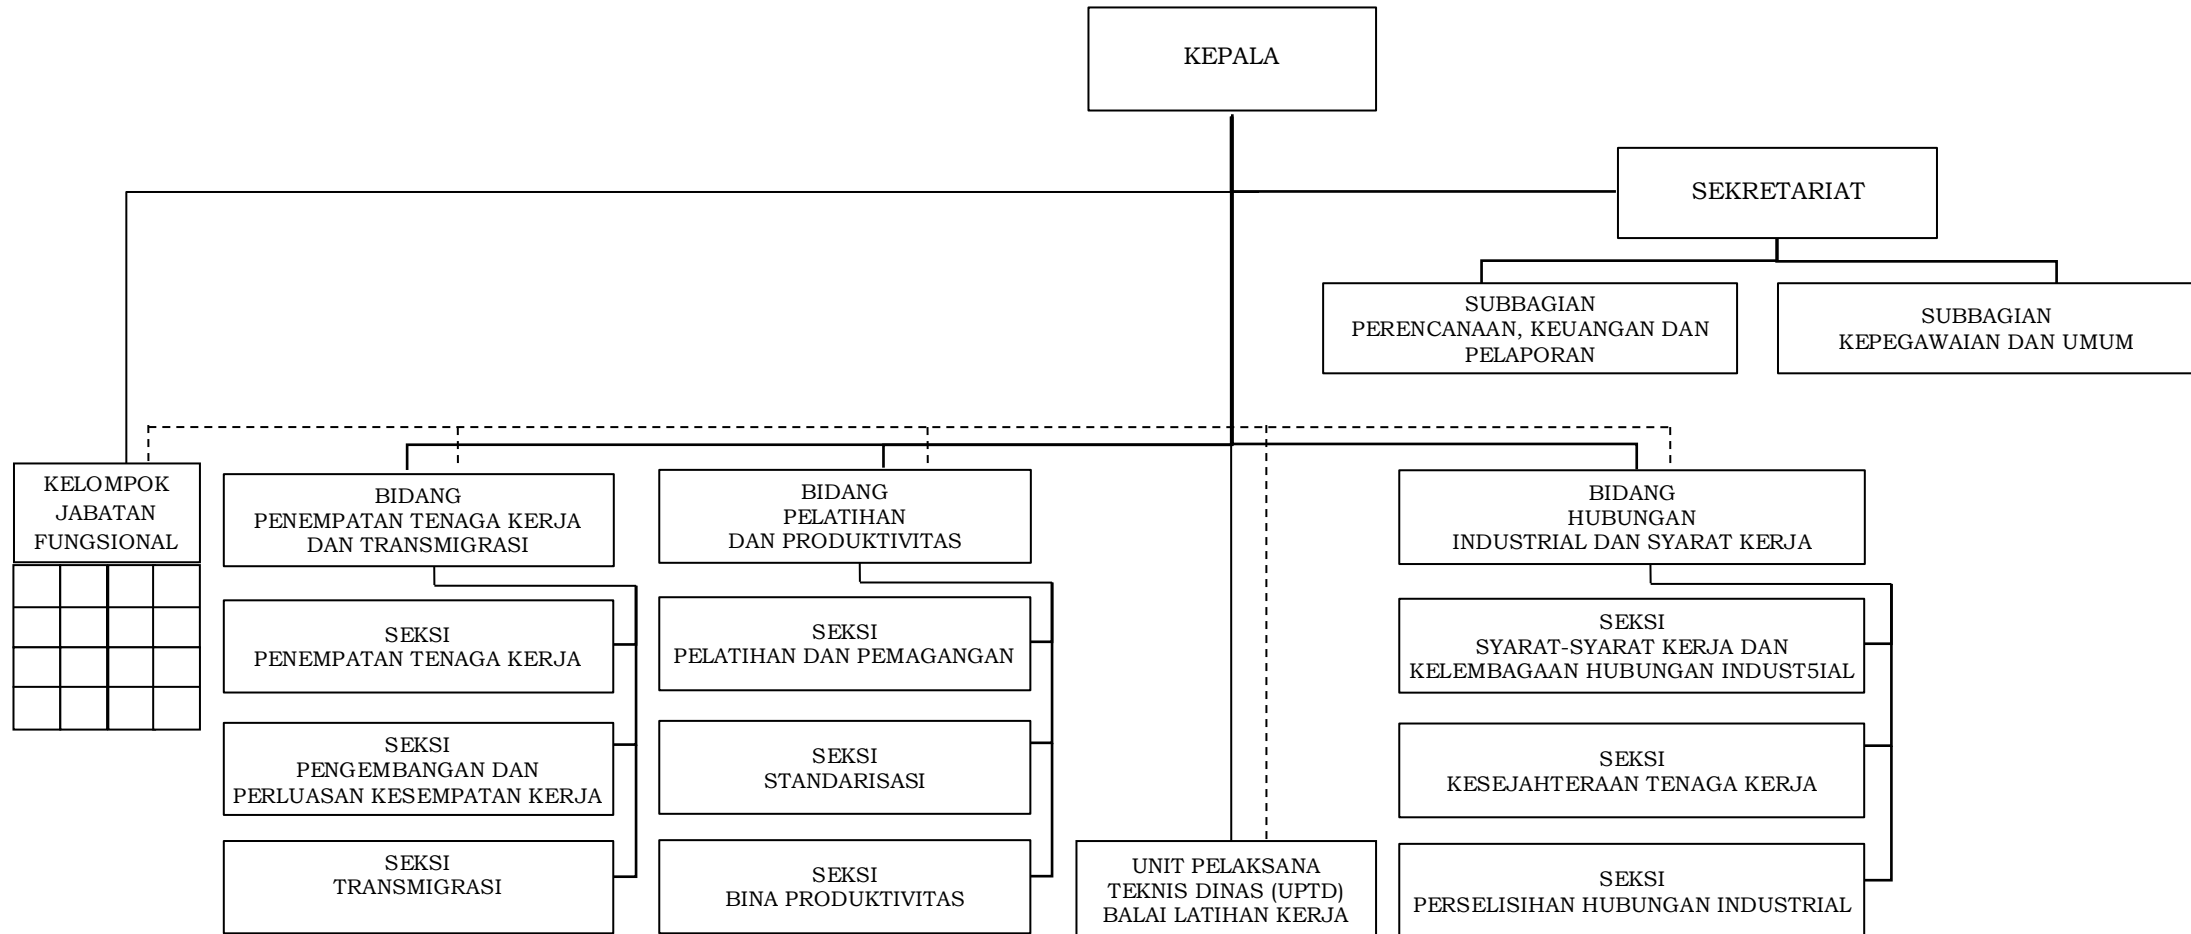 KEPALA
SEKRETARIAT
SUBBAGIAN
PERENCANAAN, KEUANGAN DAN
PELAPORAN
SUBBAGIAN
KEPEGAWAIAN DAN UMUM
KELOMPOK
JABATAN
FUNGSIONAL
BIDANG
PENEMPATAN TENAGA KERJA
DAN TRANSMIGRASI
SEKSI
PENEMPATAN TENAGA KERJA
SEKSI
PENGEMBANGAN DAN
PERLUASAN KESEMPATAN KERJA
SEKSI
TRANSMIGRASI
BIDANG
PELATIHAN
DAN PRODUKTIVITAS
SEKSI
PELATIHAN DAN PEMAGANGAN
SEKSI
STANDARISASI
SEKSI
BINA PRODUKTIVITAS
UNIT PELAKSANA
TEKNIS DINAS (UPTD)
BALAI LATIHAN KERJA
BIDANG
HUBUNGAN
INDUSTRIAL DAN SYARAT KERJA
SEKSI
SYARAT-SYARAT KERJA DAN
KELEMBAGAAN HUBUNGAN INDUST5IAL
SEKSI
KESEJAHTERAAN TENAGA KERJA
SEKSI
PERSELISIHAN HUBUNGAN INDUSTRIAL